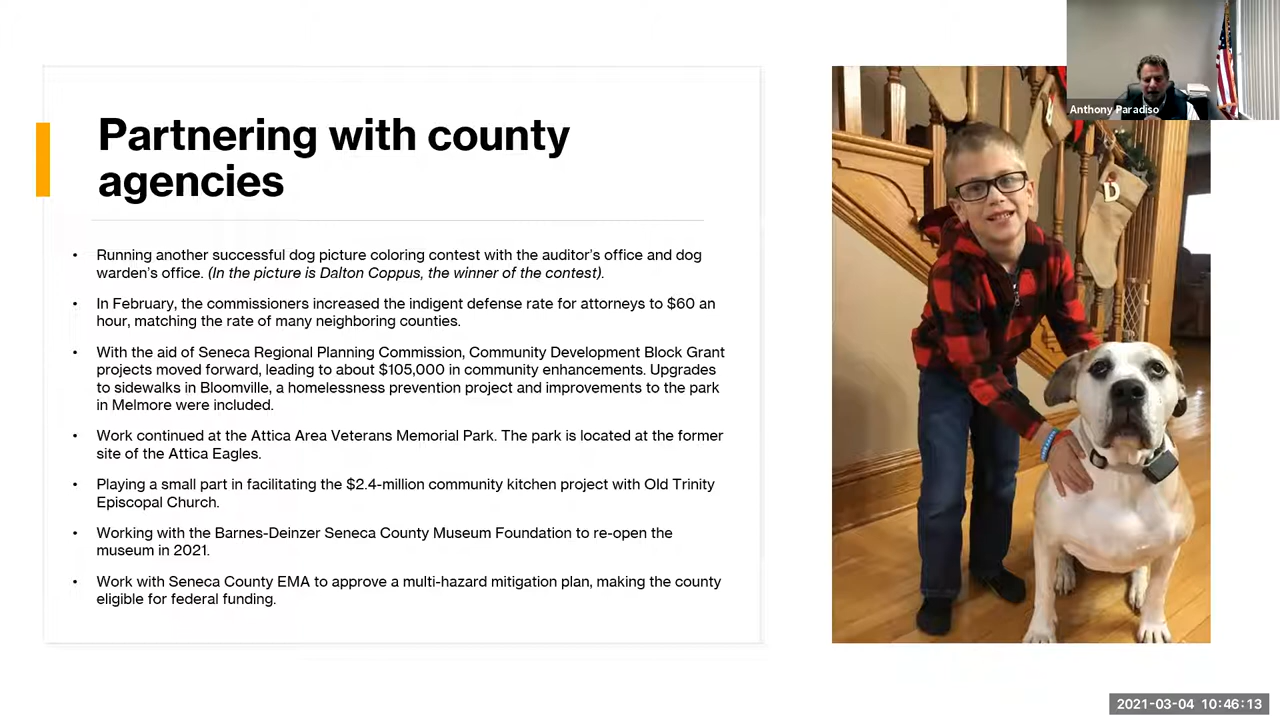 Partnering with county
agencies
• Running another successful dog picture coloring contest with the auditor's office and dog
warden's office. (In the picture is Dalton Coppus, the winner of the contest).
• In February, the commissioners increased the indigent defense rate for attorneys to $60 an
hour, matching the rate of many neighboring counties.
• With the aid of Seneca Regional Planning Commission, Community Development Block Grant
projects moved forward, leading to about $105,000 in community enhancements. Upgrades
to sidewalks in Bloomville, a homelessness prevention project and improvements to the park
in Melmore were included.
• Work continued at the Attica Area Veterans Memorial Park. The park is located at the former
site of the Attica Eagles.
• Playing a small part in facilitating the $2.4-million community kitchen project with Old Trinity
Episcopal Church.
• Working with the Barnes-Deinzer Seneca County Museum Foundation to re-open the
museum in 2021.
• Work with Seneca County EMA to approve a multi-hazard mitigation plan, making the county
eligible for federal funding.
Anthony Paradiso
D
2021-03-04 10:46:13